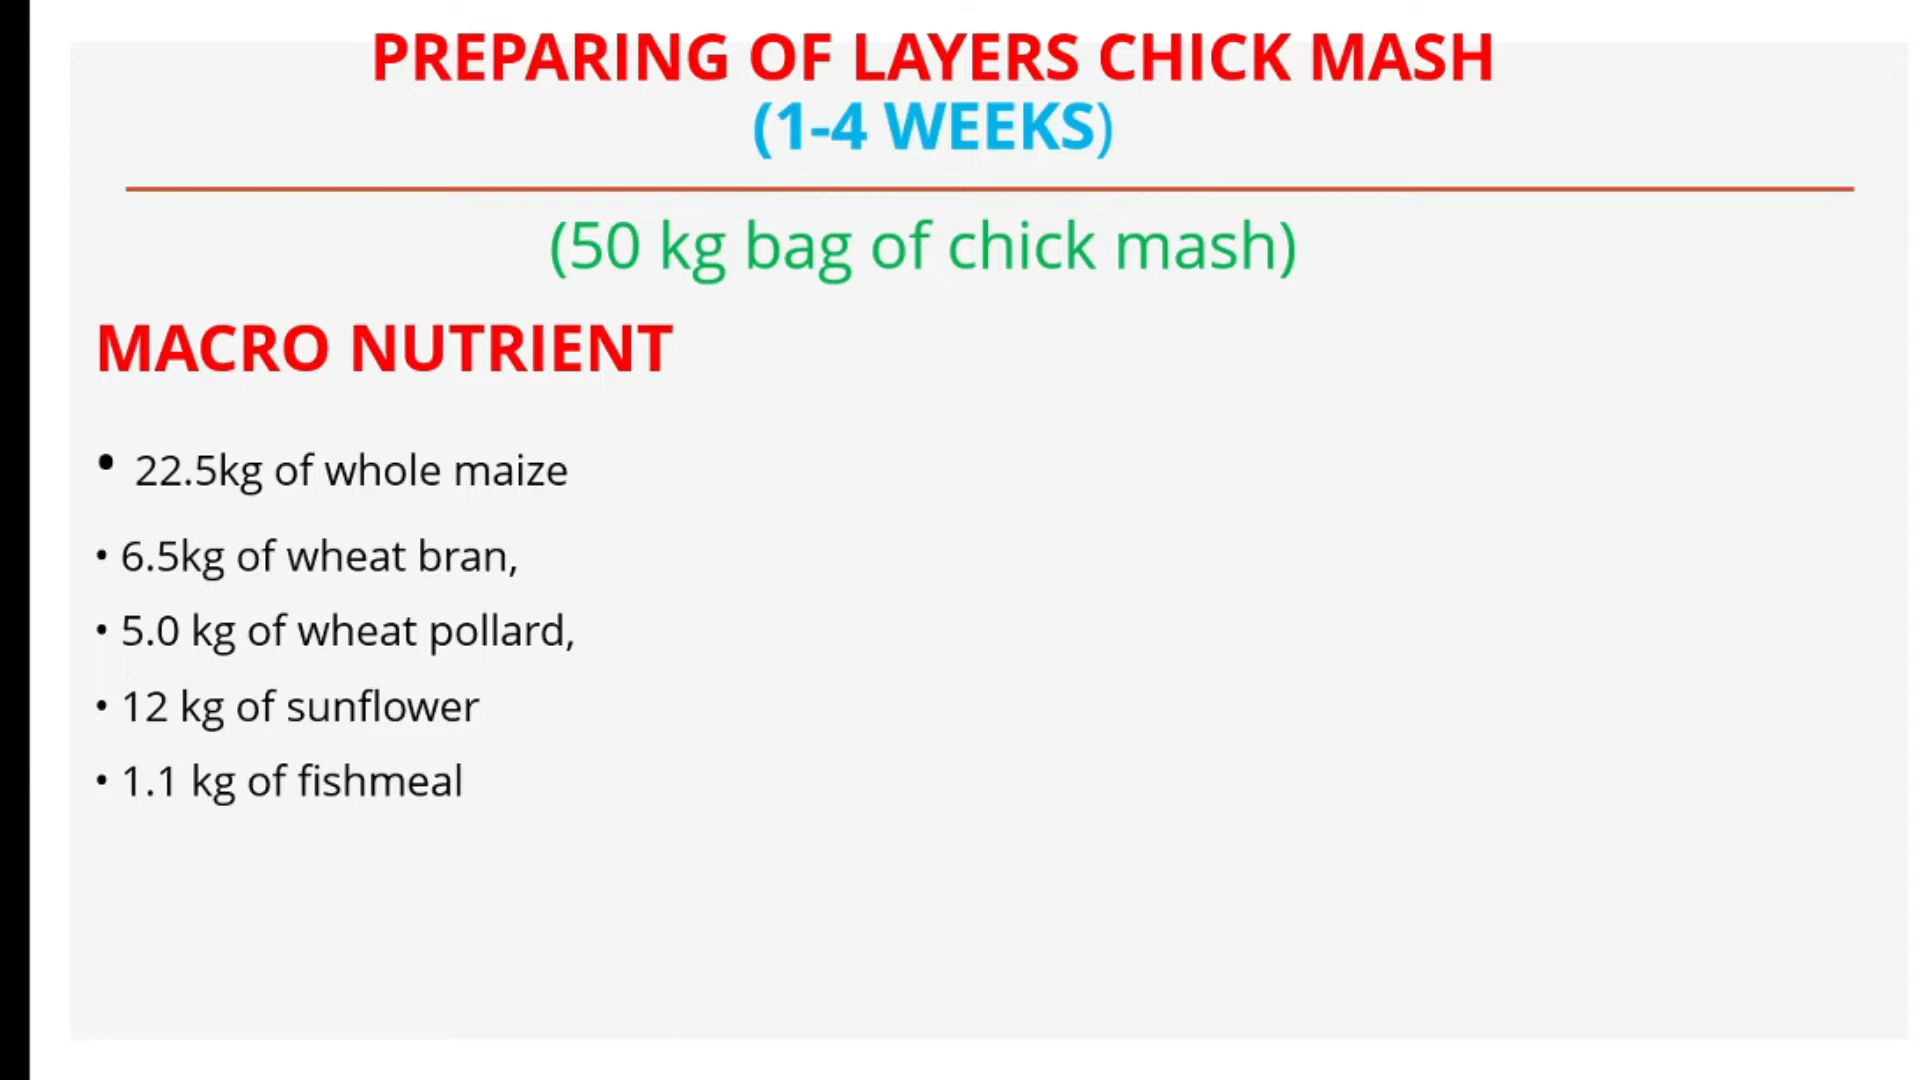 PREPARING OF LAYERS CHICK MASH
(1-4 WEEKS)
(50 kg bag of chick mash)
MACRO NUTRIENT
• 22.5kg of whole maize
• 6.5kg of wheat bran,
• 5.0 kg of wheat pollard,
• 12 kg of sunflower
• 1.1 kg of fishmeal